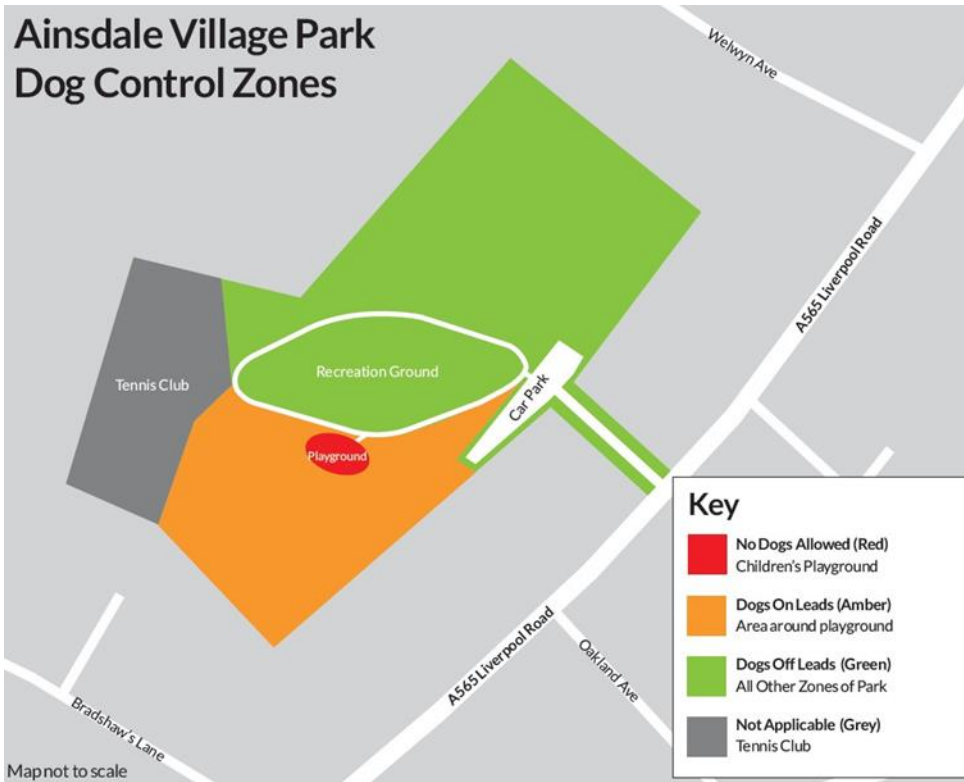 Ainsdale Village Park
Dog Control Zones
Welwyn Ave
A565 Liverpool Road
Recreation Ground
Tennis Club
Car Park
Playground
A565 Liverpool Road
Oakland Ave
Bradshaw's Lane
Map not to scale
Key
No Dogs Allowed (Red)
Children's Playground
Dogs On Leads (Amber)
Area around playground
Dogs Off Leads (Green)
All Other Zones of Park
Not Applicable (Grey)
Tennis Club